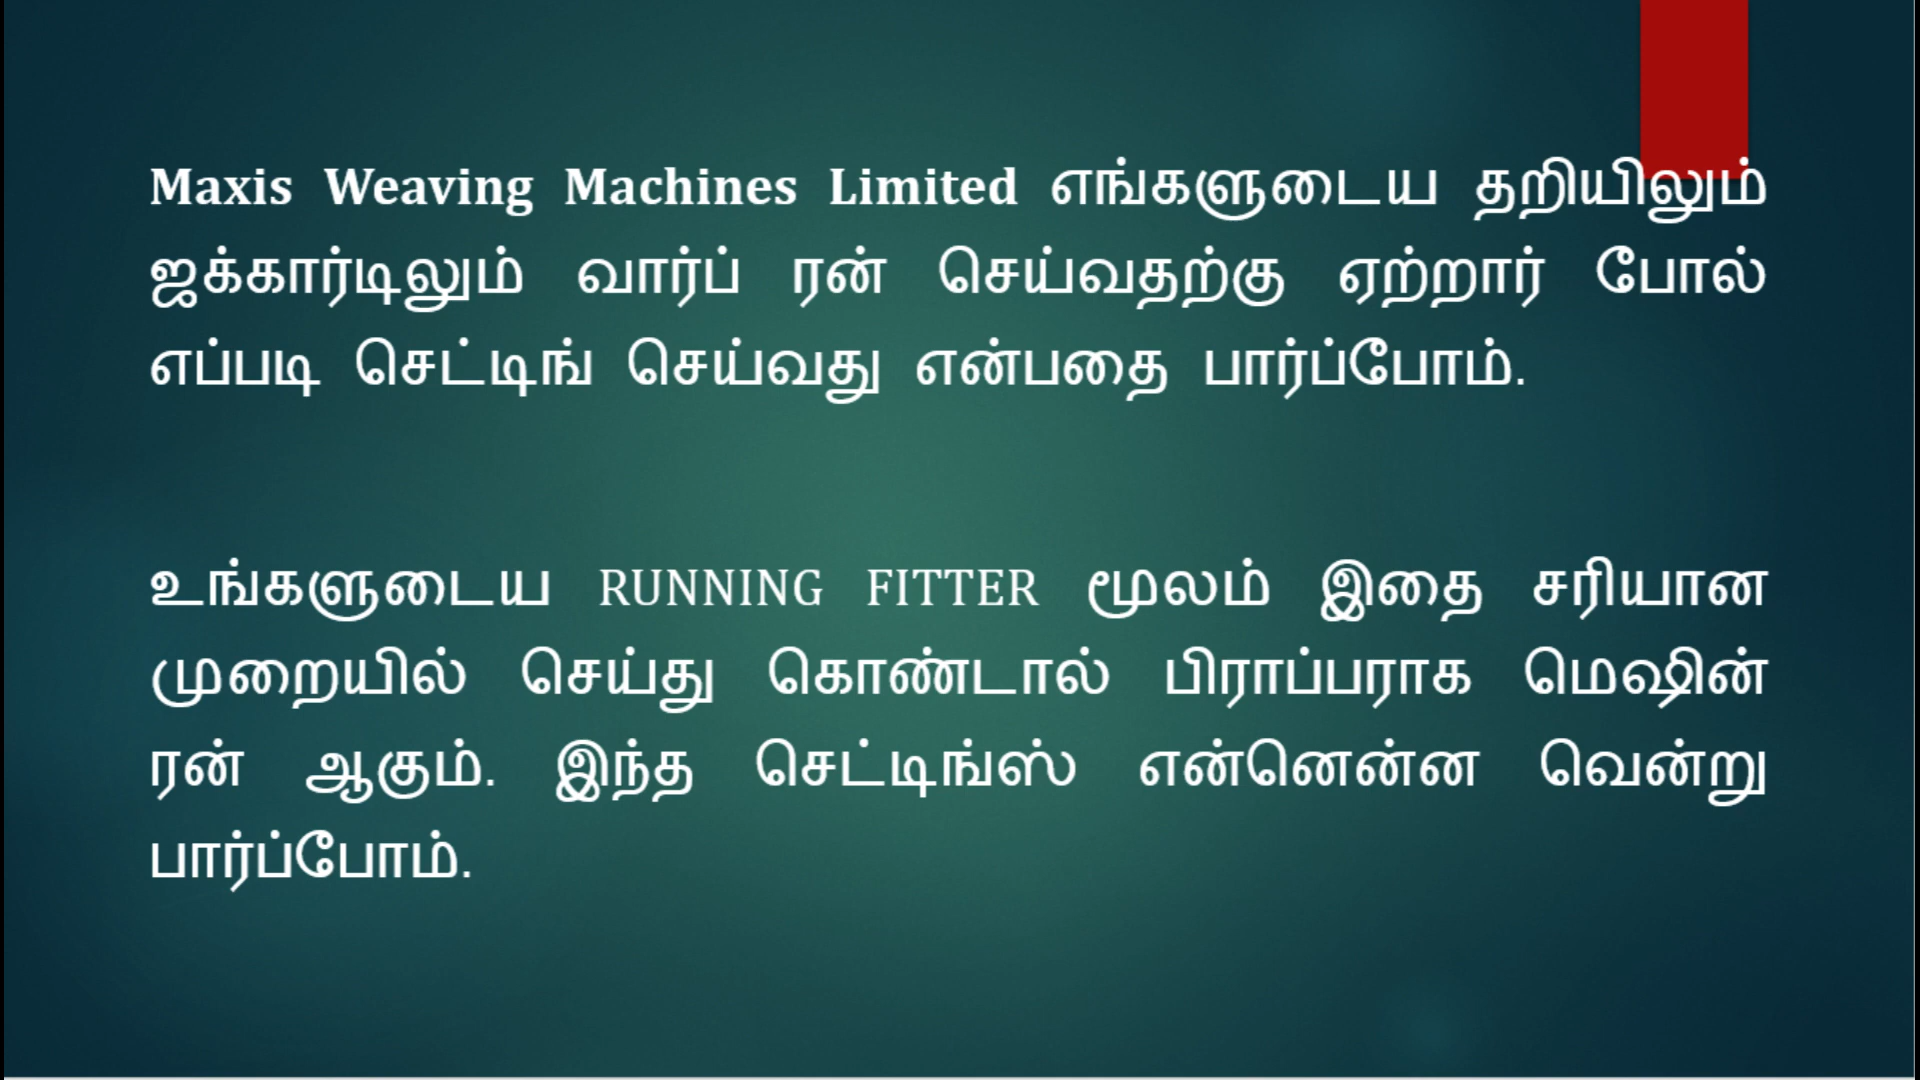 Maxis Weaving Machines Limited எங்களுடைய தறியிலும்
ஜக்கார்டிலும் வார்ப் ரன் செய்வதற்கு ஏற்றார் போல்
எப்படி செட்டிங் செய்வது என்பதை பார்ப்போம்.
உங்களுடைய RUNNING FITTER மூலம் இதை சரியான
முறையில் செய்து கொண்டால் பிராப்பராக மெஷின்
ரன் ஆகும். இந்த செட்டிங்ஸ் என்னென்ன வென்று
பார்ப்போம்.